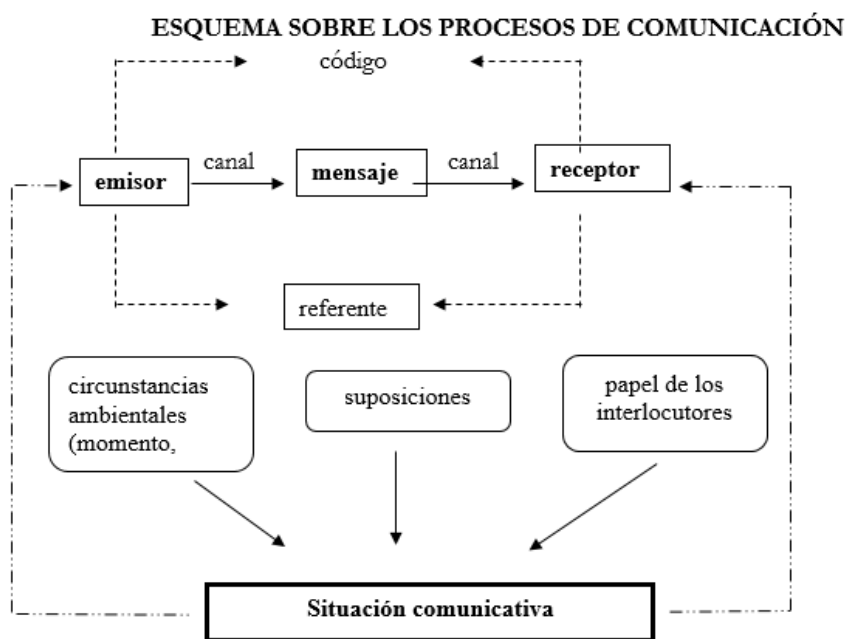 ESQUEMA SOBRE LOS PROCESOS DE COMUNICACIÓN
código
emisor
canal
mensaje
canal
receptor
referente
circunstancias
ambientales
(momento,
suposiciones
papel de los
interlocutores
Situación comunicativa